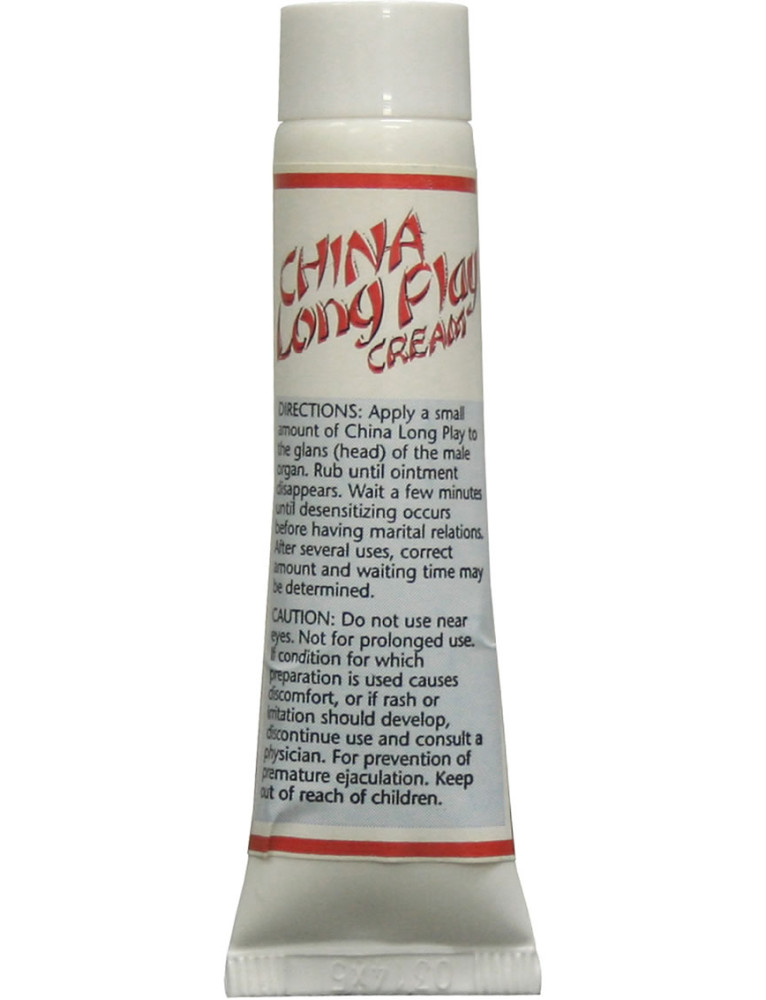 CHINA
Long Play
CREAM
DIRECTIONS: Apply a small
amount of China Long Play to
the glans (head) of the male
organ. Rub until ointment
disappears. Wait a few minutes
until desensitizing occurs
before having marital relations.
After several uses, correct
amount and waiting time may
be determined.
CAUTION: Do not use near
eyes. Not for prolonged use.
If condition for which
preparation is used causes
discomfort, or if rash or
irritation should develop,
discontinue use and consult a
physician. For prevention of
premature ejaculation. Keep
out of reach of children.